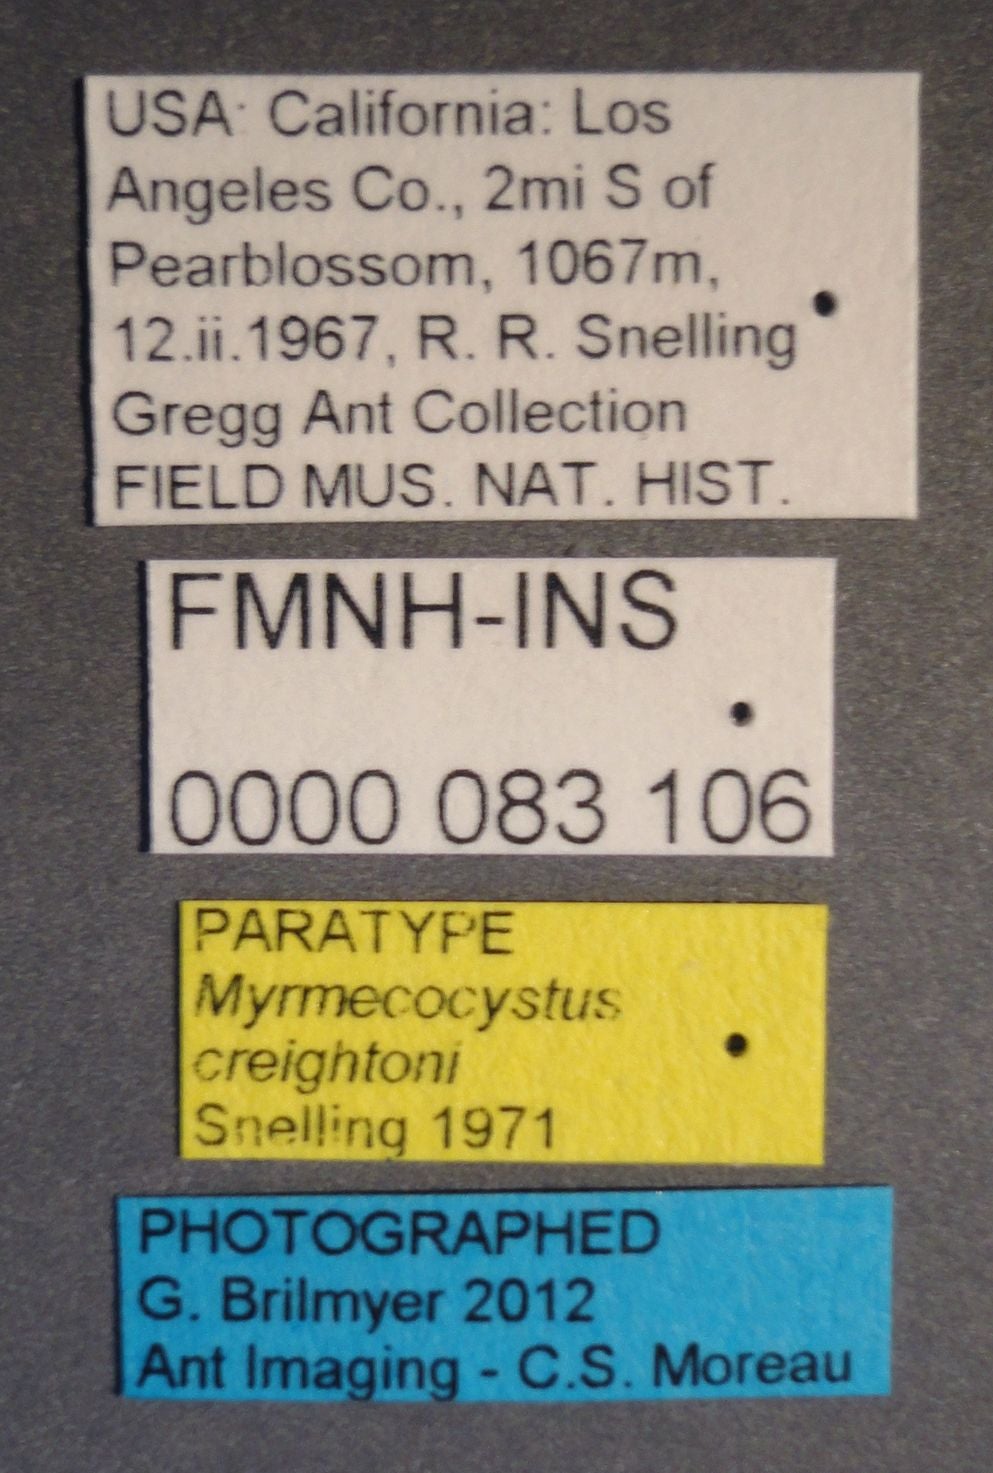 USA: California: Los
Angeles Co., 2mi S of
Pearblossom, 1067m,
12.ii.1967, R. R. Snelling
Gregg Ant Collection
FIELD MUS. NAT. HIST.
FMNH-INS
0000 083 106
PARATYPE
Myrmecocystus
creightoni
Snelling 1971
PHOTOGRAPHED
G. Brilmyer 2012
Ant Imaging - C.S. Moreau